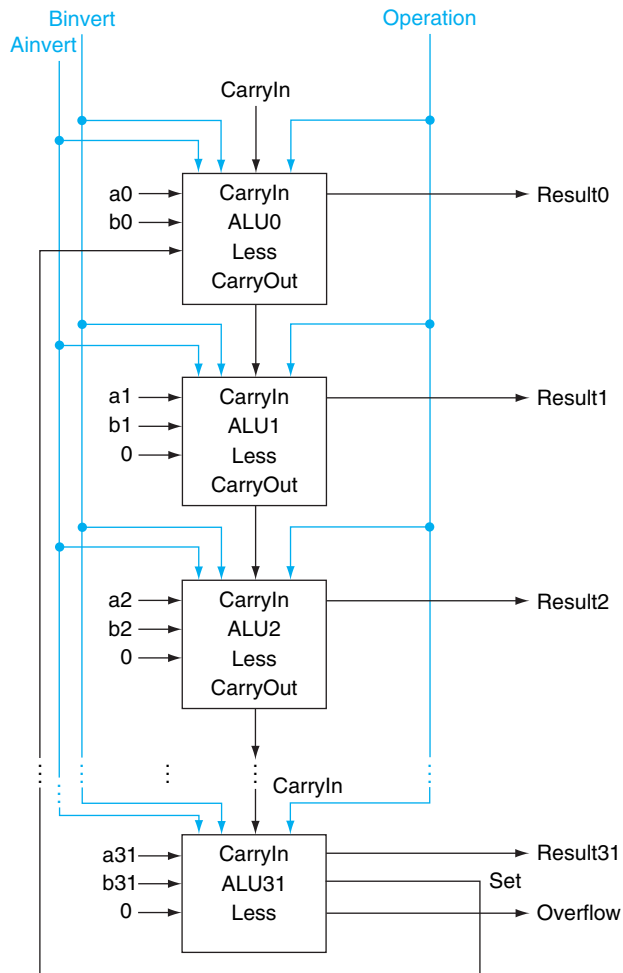 Binvert
Operation
Ainvert
CarryIn
a0
CarryIn
Result0
b0
ALU0
Less
CarryOut
a1
CarryIn
Result1
b1
ALU1
0
Less
CarryOut
a2
CarryIn
Result2
b2
ALU2
0
Less
CarryOut
CarryIn
a31
CarryIn
Result31
b31
ALU31
Set
0
Less
Overflow